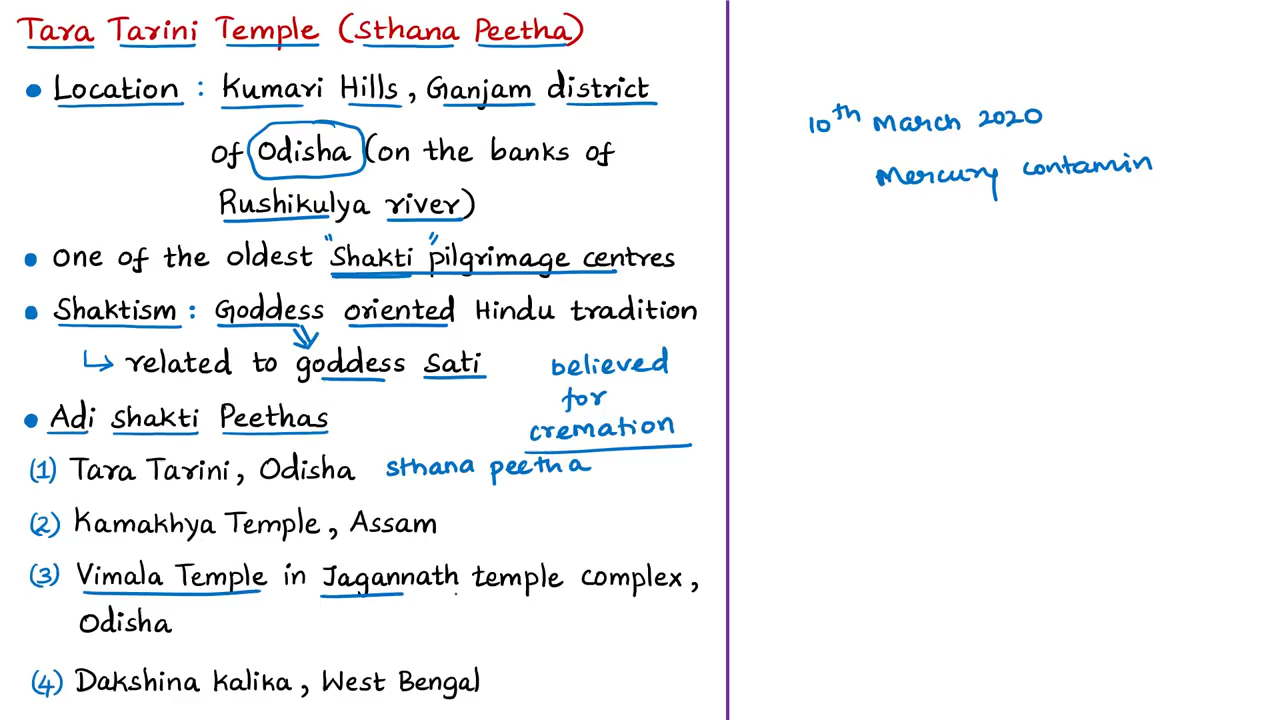 Tara Tarini Temple (Sthana Peetha)
• Location : Kumari Hills, Ganjam district
of Odisha (on the banks of
Rushikulya river)
• One of the oldest "Shakti" pilgrimage centres
• Shaktism : Goddess oriented Hindu tradition
↳ related to goddess Sati
believed
for
cremation
• Adi Shakti Peethas
(1) Tara Tarini, Odisha sthana peetha
(2) Kamakhya Temple, Assam
(3) Vimala Temple in Jagannath temple complex,
Odisha
(4) Dakshina Kalika, West Bengal
10th March 2020
Mercury contamin